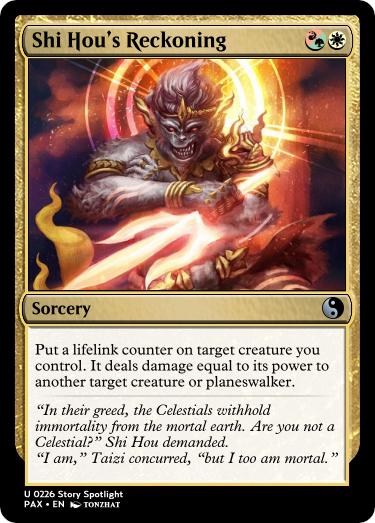 Shi Hou's Reckoning
Sorcery
Put a lifelink counter on target creature you
control. It deals damage equal to its power to
another target creature or planeswalker.
“In their greed, the Celestials withhold
immortality from the mortal earth. Are you not a
Celestial?” Shi Hou demanded.
“I am,” Taizi concurred, “but I too am mortal.”
U 0226 Story Spotlight
PAX • EN TONZHAT